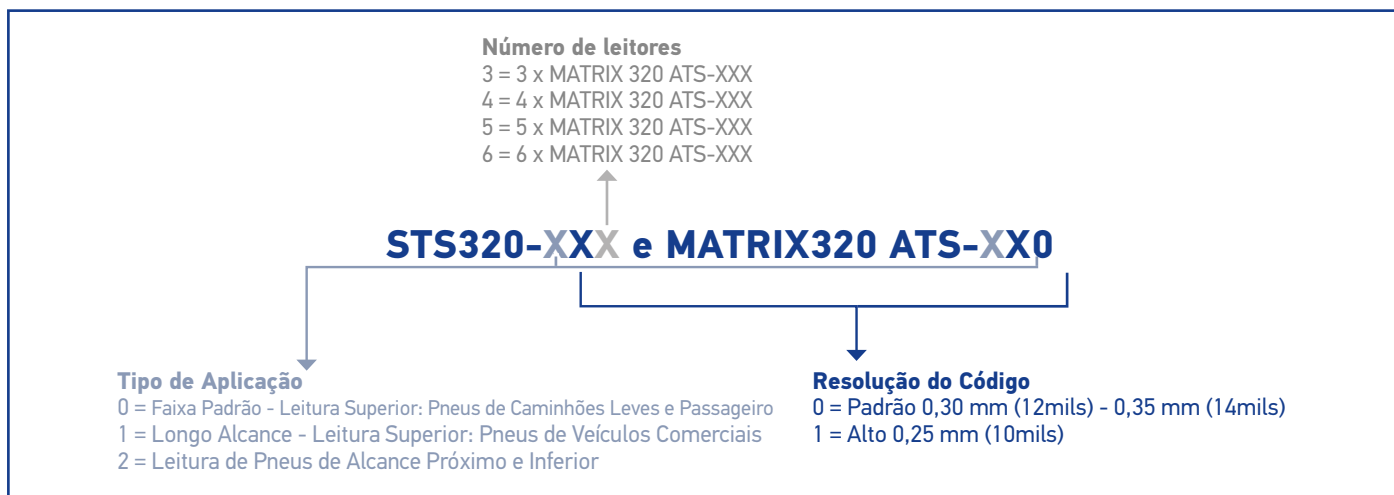 Número de leitores
3 = 3 x MATRIX 320 ATS-XXX
4 = 4 x MATRIX 320 ATS-XXX
5 = 5 x MATRIX 320 ATS-XXX
6 = 6 x MATRIX 320 ATS-XXX
STS320-XXX e MATRIX320 ATS-XX0
Tipo de Aplicação
0 = Faixa Padrão - Leitura Superior: Pneus de Caminhões Leves e Passageiro
1 = Longo Alcance - Leitura Superior: Pneus de Veículos Comerciais
2 = Leitura de Pneus de Alcance Próximo e Inferior
Resolução do Código
0 = Padrão 0,30 mm (12mils) - 0,35 mm (14mils)
1 = Alto 0,25 mm (10mils)